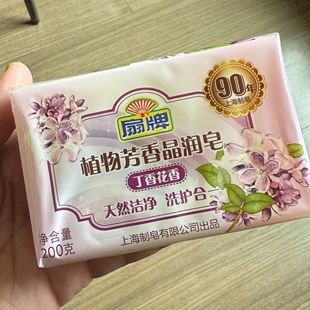 90年
上海制皂
扇牌
植物芳香晶润皂
丁香花香
天然洁净 洗护合一
净含量
200克
上海制皂有限公司出品